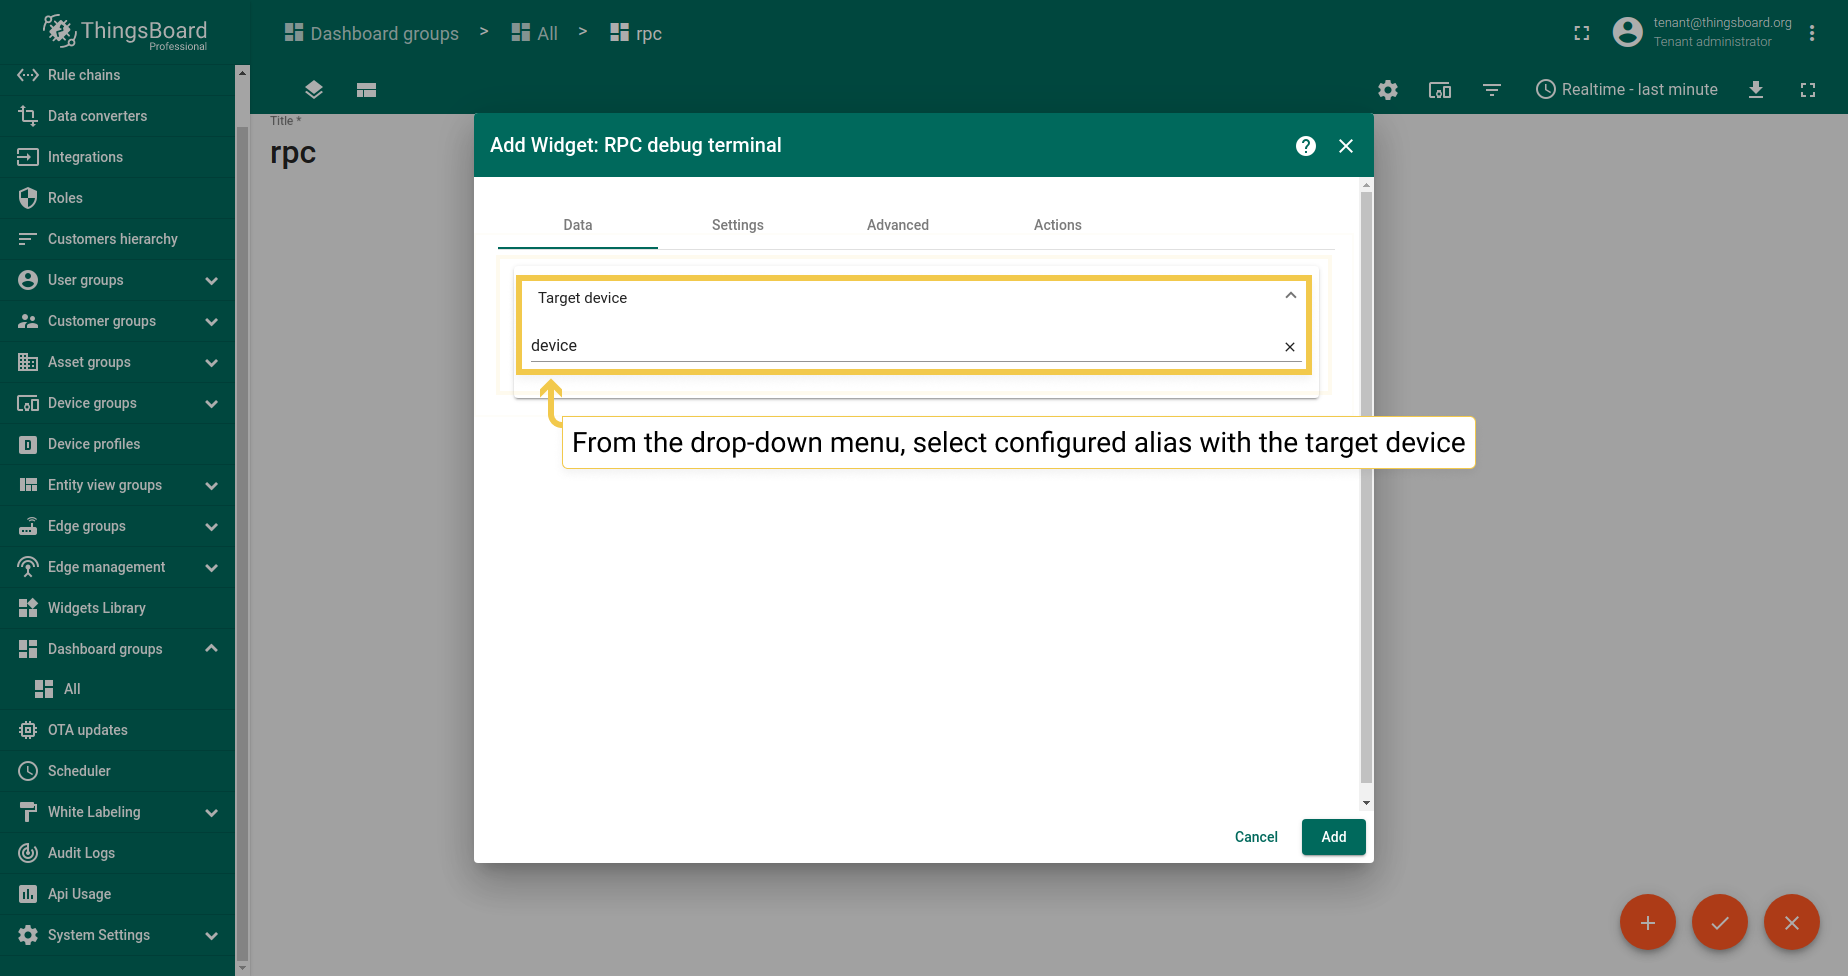 ThingsBoard
Professional
Dashboard groups > All > rpc
tenant@thingsboard.org
Tenant administrator
Rule chains
Data converters
Integrations
Roles
Customers hierarchy
User groups
Customer groups
Asset groups
Device groups
Device profiles
Entity view groups
Edge groups
Edge management
Widgets Library
Dashboard groups
All
OTA updates
Scheduler
White Labeling
Audit Logs
Api Usage
System Settings
Realtime - last minute
Title *
rpc
Add Widget: RPC debug terminal
Data Settings Advanced Actions
Target device
device
From the drop-down menu, select configured alias with the target device
Cancel Add